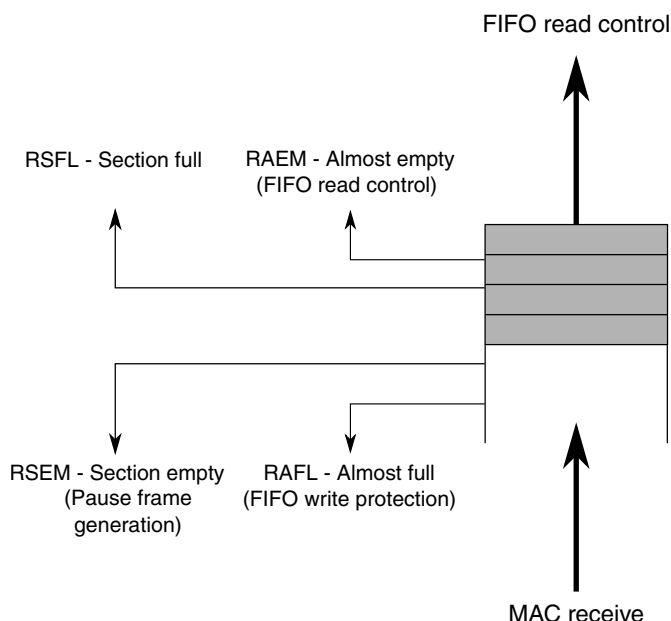 FIFO read control
RSFL - Section full
RAEM - Almost empty
(FIFO read control)
RSEM - Section empty
(Pause frame
generation)
RAFL - Almost full
(FIFO write protection)
MAC receive